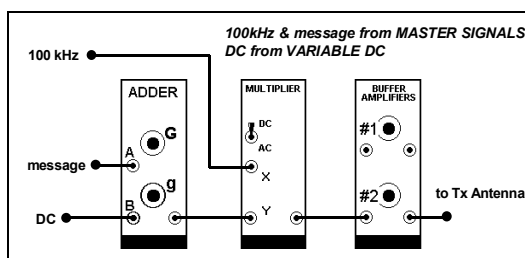 100kHz & message from MASTER SIGNALS
DC from VARIABLE DC
100 kHz
ADDER
MULTIPLIER
BUFFER
AMPLIFIERS
G
DC
#1
A
AC
message
X
g
#2
to Tx Antenna
DC
B
Y